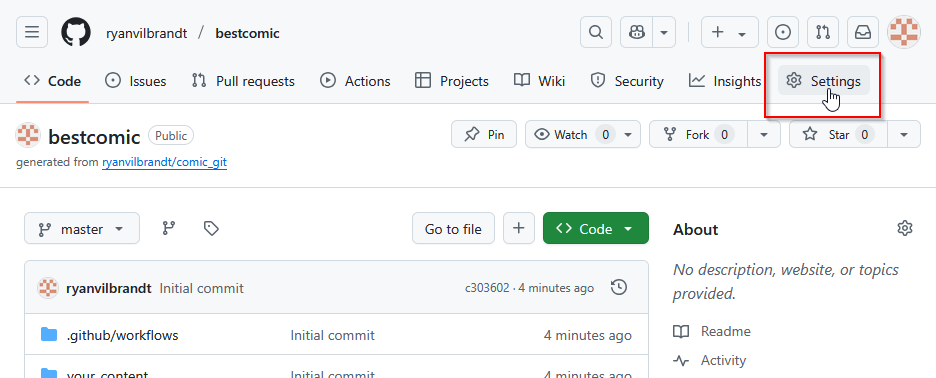 ryanvilbrandt / bestcomic
Code Issues Pull requests Actions Projects Wiki Security Insights Settings
bestcomic Public Pin Watch 0 Fork 0 Star 0
generated from ryanvilbrandt/comic_git
master Go to file Code About
No description, website, or topics
provided.
ryanvilbrandt Initial commit c303602 · 4 minutes ago
.github/workflows Initial commit 4 minutes ago
Readme
Activity
your_content Initial commit 4 minutes ago